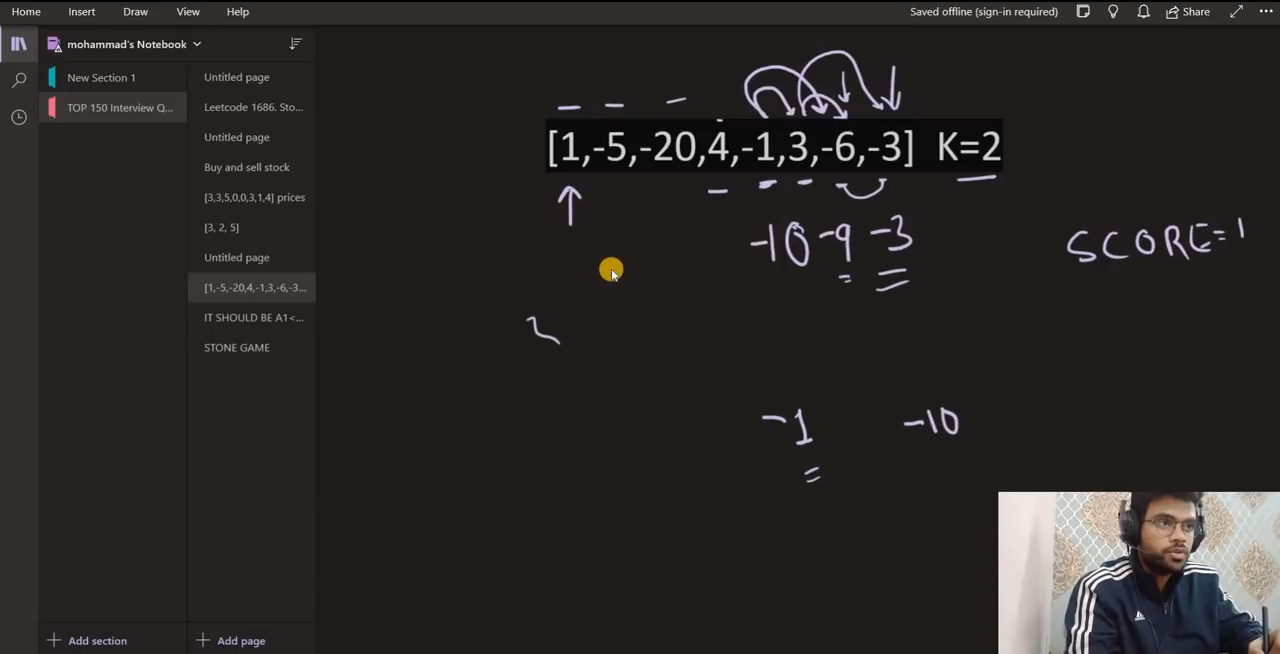 Home Insert Draw View Help Saved offline (sign-in required) Share
mohammad's Notebook
New Section 1
TOP 150 Interview Q...
Untitled page
Leetcode 1686. Sto...
Untitled page
Buy and sell stock
[3,3,5,0,0,3,1,4] prices
[3, 2, 5]
Untitled page
[1,-5,-20,4,-1,3,-6,-3...
IT SHOULD BE A1<...
STONE GAME
Add section
Add page
[1,-5,-20,4,-1,3,-6,-3] K=2
-10 -9 -3
SCORE=1
-1 -10